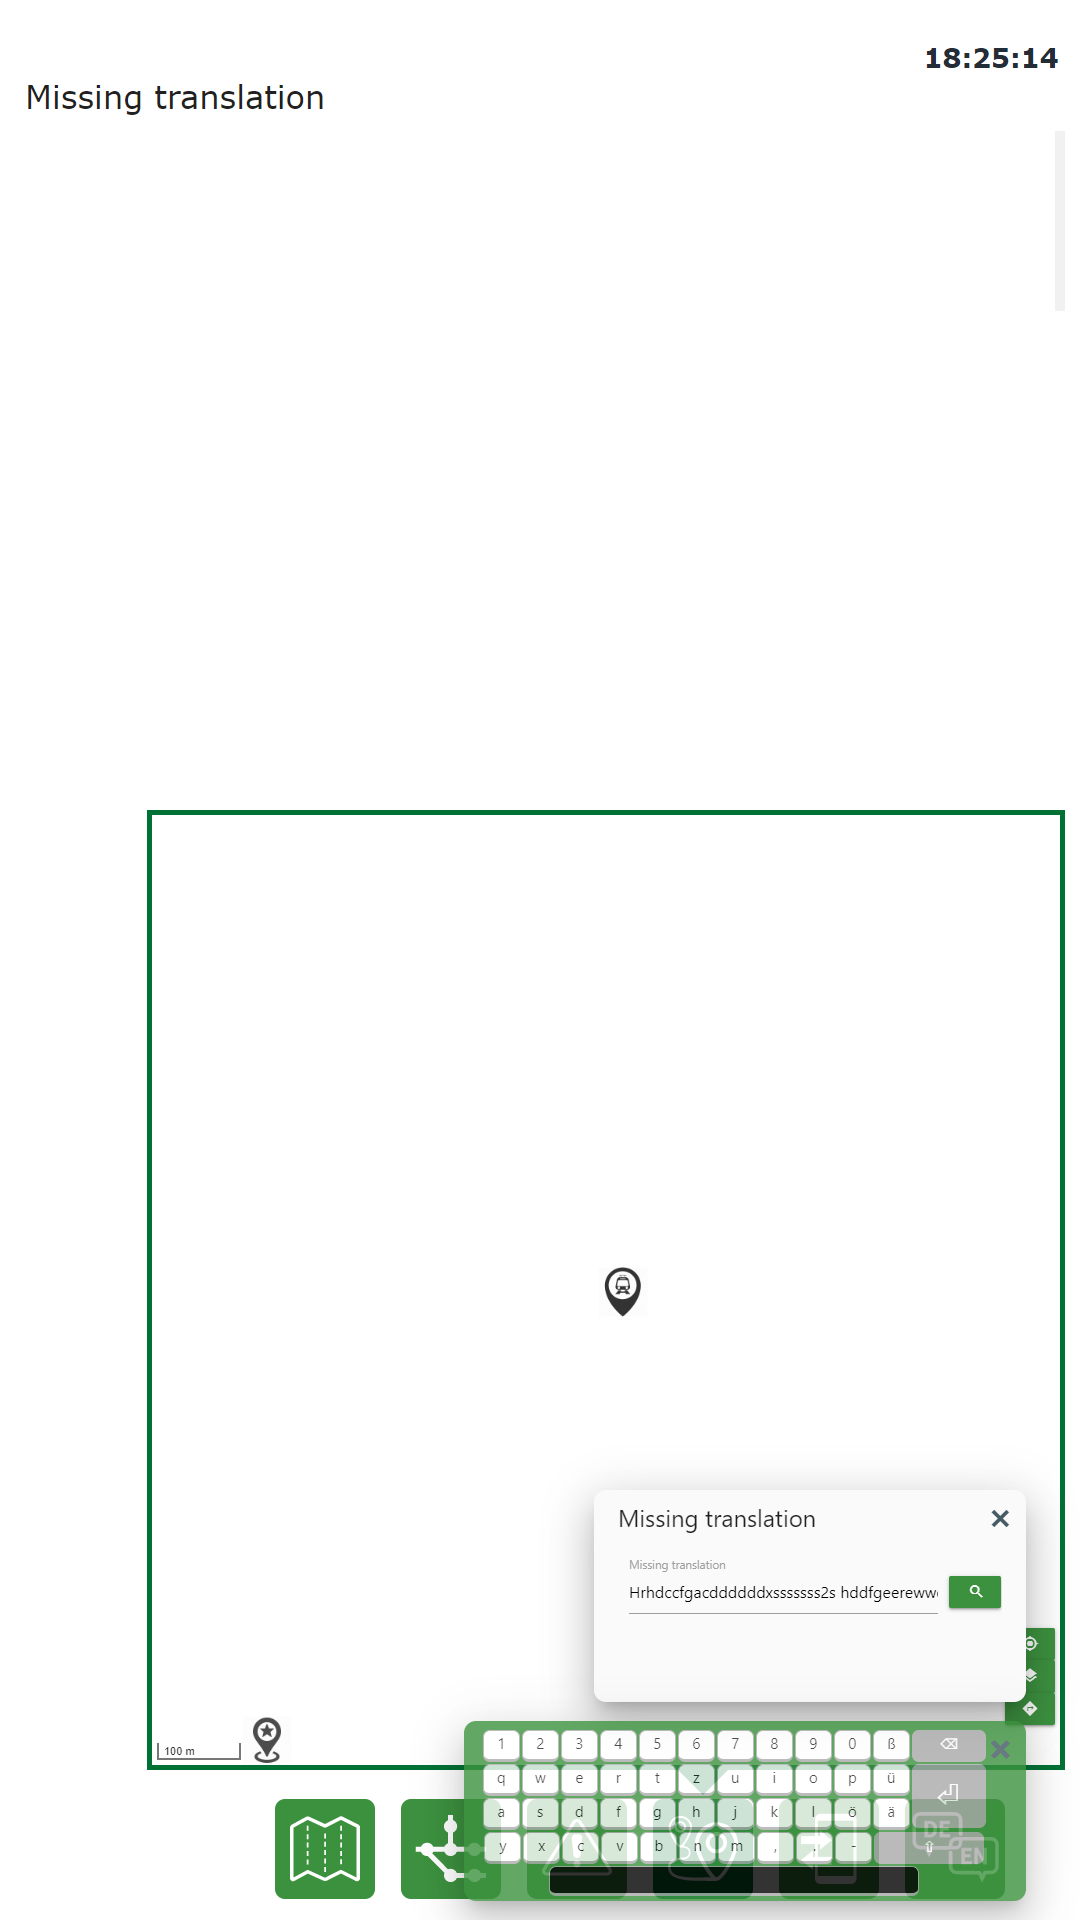 18:25:14
Missing translation
Missing translation
Missing translation
Hrhdccfgacddddddxsssssss2s hddfgeereww
100 m
1 2 3 4 5 6 7 8 9 0 ß
q w e r t z u i o p ü
a s d f g h j k l ö ä
y x c v b n m , . -
DE
EN